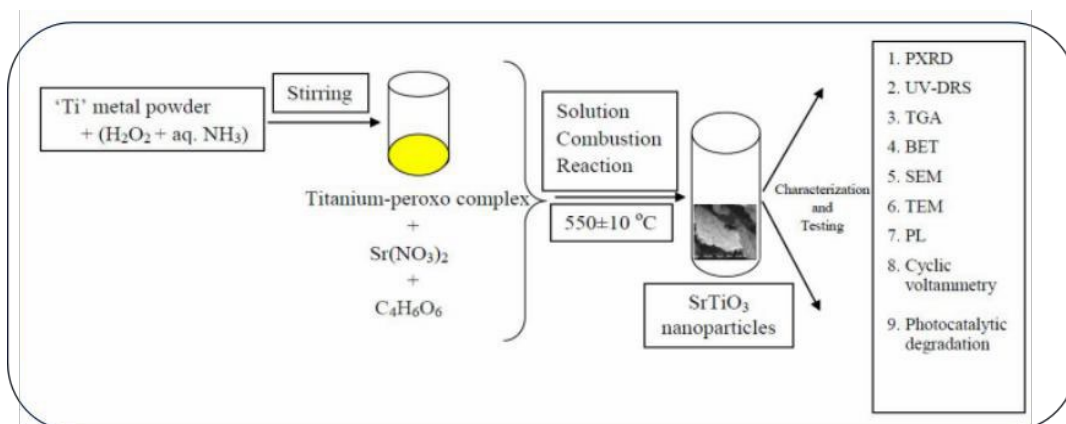 ‘Ti’ metal powder
+ (H₂O₂ + aq. NH₃)
Stirring
Titanium-peroxo complex
+
Sr(NO₃)₂
+
C₄H₆O₆
Solution
Combustion
Reaction
550±10 °C
SrTiO₃
nanoparticles
Characterization
and
Testing
1. PXRD
2. UV-DRS
3. TGA
4. BET
5. SEM
6. TEM
7. PL
8. Cyclic
voltammetry
9. Photocatalytic
degradation